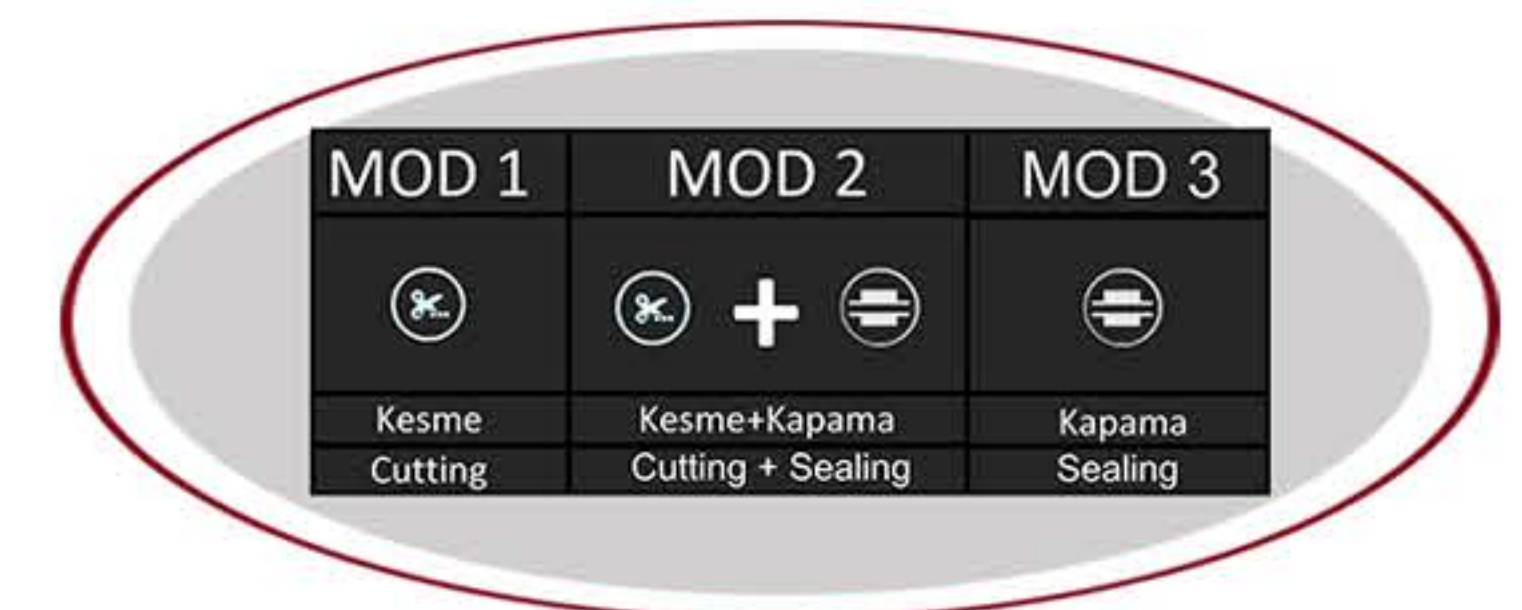 MOD 1 MOD 2 MOD 3
Kesme Kesme+Kapama Kapama
Cutting Cutting + Sealing Sealing